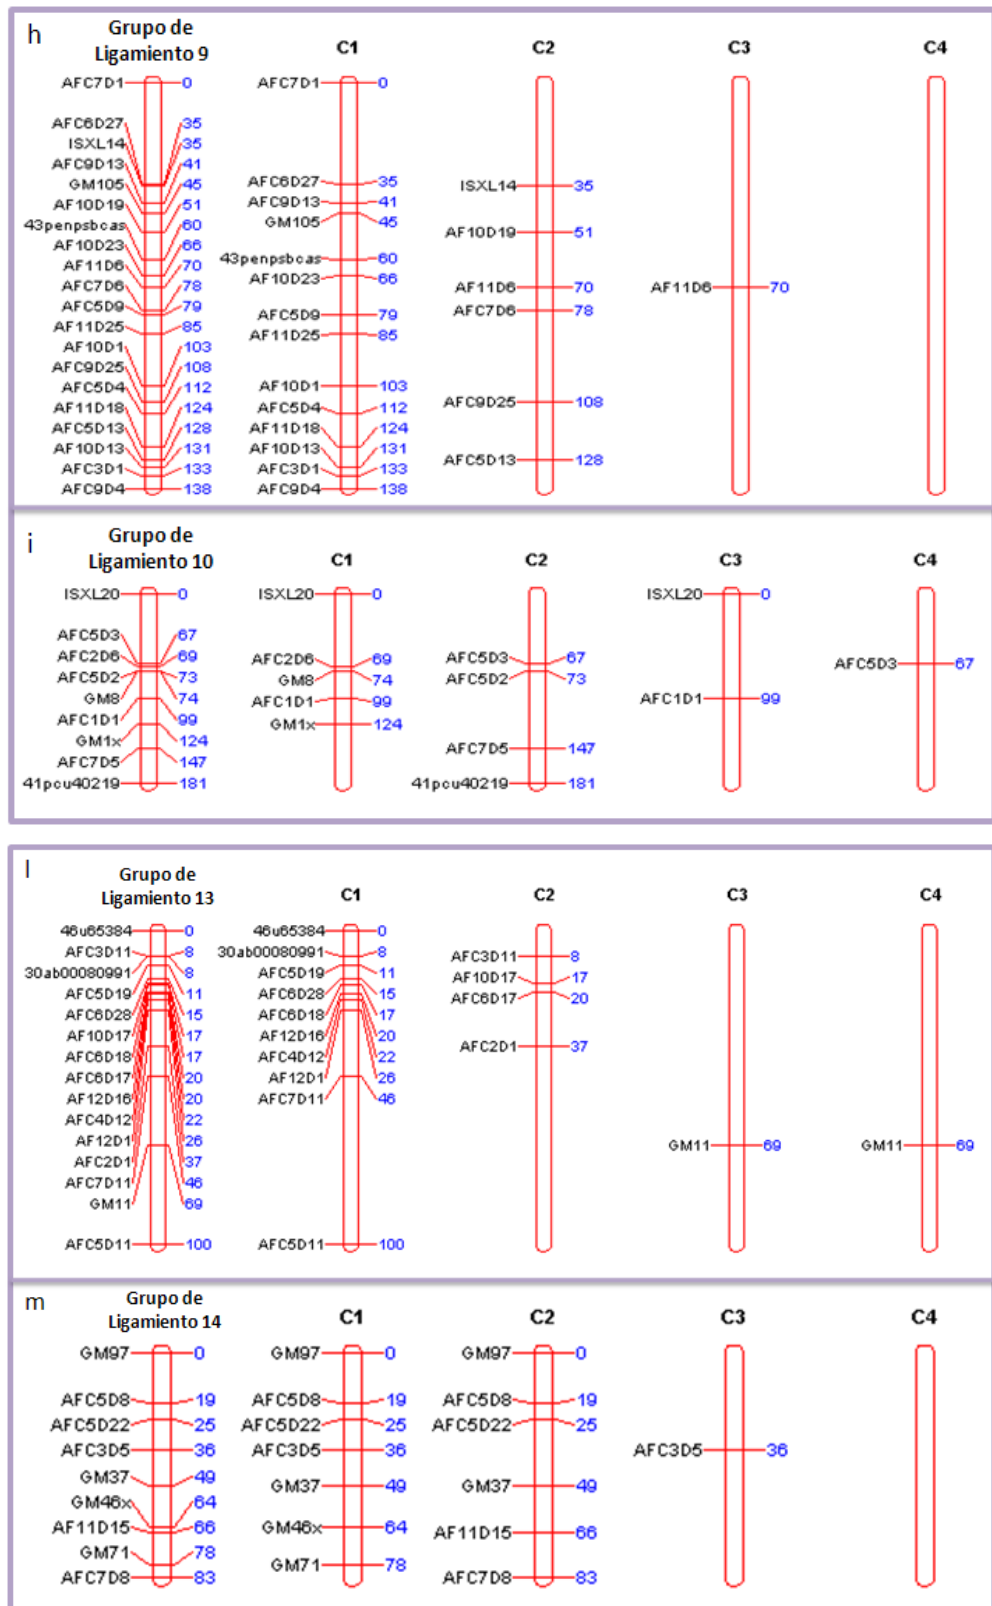 h
Grupo de
Ligamiento 9
C1
C2
C3
C4
AFC7D1 0
AFC6D27 35
ISXL14 35
AFC9D13 41
GM105 45
AF10D19 51
43penpsbcas 60
AF10D23 66
AF11D6 70
AFC7D6 78
AFC5D9 79
AF11D25 85
AF10D1 103
AFC9D25 108
AFC5D4 112
AF11D18 124
AFC5D13 128
AF10D13 131
AFC3D1 133
AFC9D4 138
AFC7D1 0
AFC6D27 35
AFC9D13 41
GM105 45
43penpsbcas 60
AF10D23 66
AFC5D9 79
AF11D25 85
AF10D1 103
AFC5D4 112
AF11D18 124
AF10D13 131
AFC3D1 133
AFC9D4 138
ISXL14 35
AF10D19 51
AF11D6 70
AFC7D6 78
AFC9D25 108
AFC5D13 128
AF11D6 70
i
Grupo de
Ligamiento 10
C1
C2
C3
C4
ISXL20 0
AFC5D3 67
AFC2D6 69
AFC5D2 73
GM8 74
AFC1D1 99
GM1x 124
AFC7D5 147
41pcu40219 181
ISXL20 0
AFC2D6 69
GM8 74
AFC1D1 99
GM1x 124
AFC5D3 67
AFC5D2 73
AFC7D5 147
41pcu40219 181
ISXL20 0
AFC1D1 99
AFC5D3 67
l
Grupo de
Ligamiento 13
C1
C2
C3
C4
46u65384 0
AFC3D11 8
30ab00080991 8
AFC5D19 11
AFC6D28 15
AF10D17 17
AFC6D18 17
AFC6D17 20
AF12D16 20
AFC4D12 22
AF12D1 26
AFC2D1 37
AFC7D11 46
GM11 69
AFC5D11 100
46u65384 0
30ab00080991 8
AFC5D19 11
AFC6D28 15
AFC6D18 17
AF12D16 20
AFC4D12 22
AF12D1 26
AFC7D11 46
AFC5D11 100
AFC3D11 8
AF10D17 17
AFC6D17 20
AFC2D1 37
GM11 69
GM11 69
m
Grupo de
Ligamiento 14
C1
C2
C3
C4
GM97 0
AFC5D8 19
AFC5D22 25
AFC3D5 36
GM37 49
GM46x 64
AF11D15 66
GM71 78
AFC7D8 83
GM97 0
AFC5D8 19
AFC5D22 25
AFC3D5 36
GM37 49
GM46x 64
GM71 78
GM97 0
AFC5D8 19
AFC5D22 25
GM37 49
AF11D15 66
AFC7D8 83
AFC3D5 36